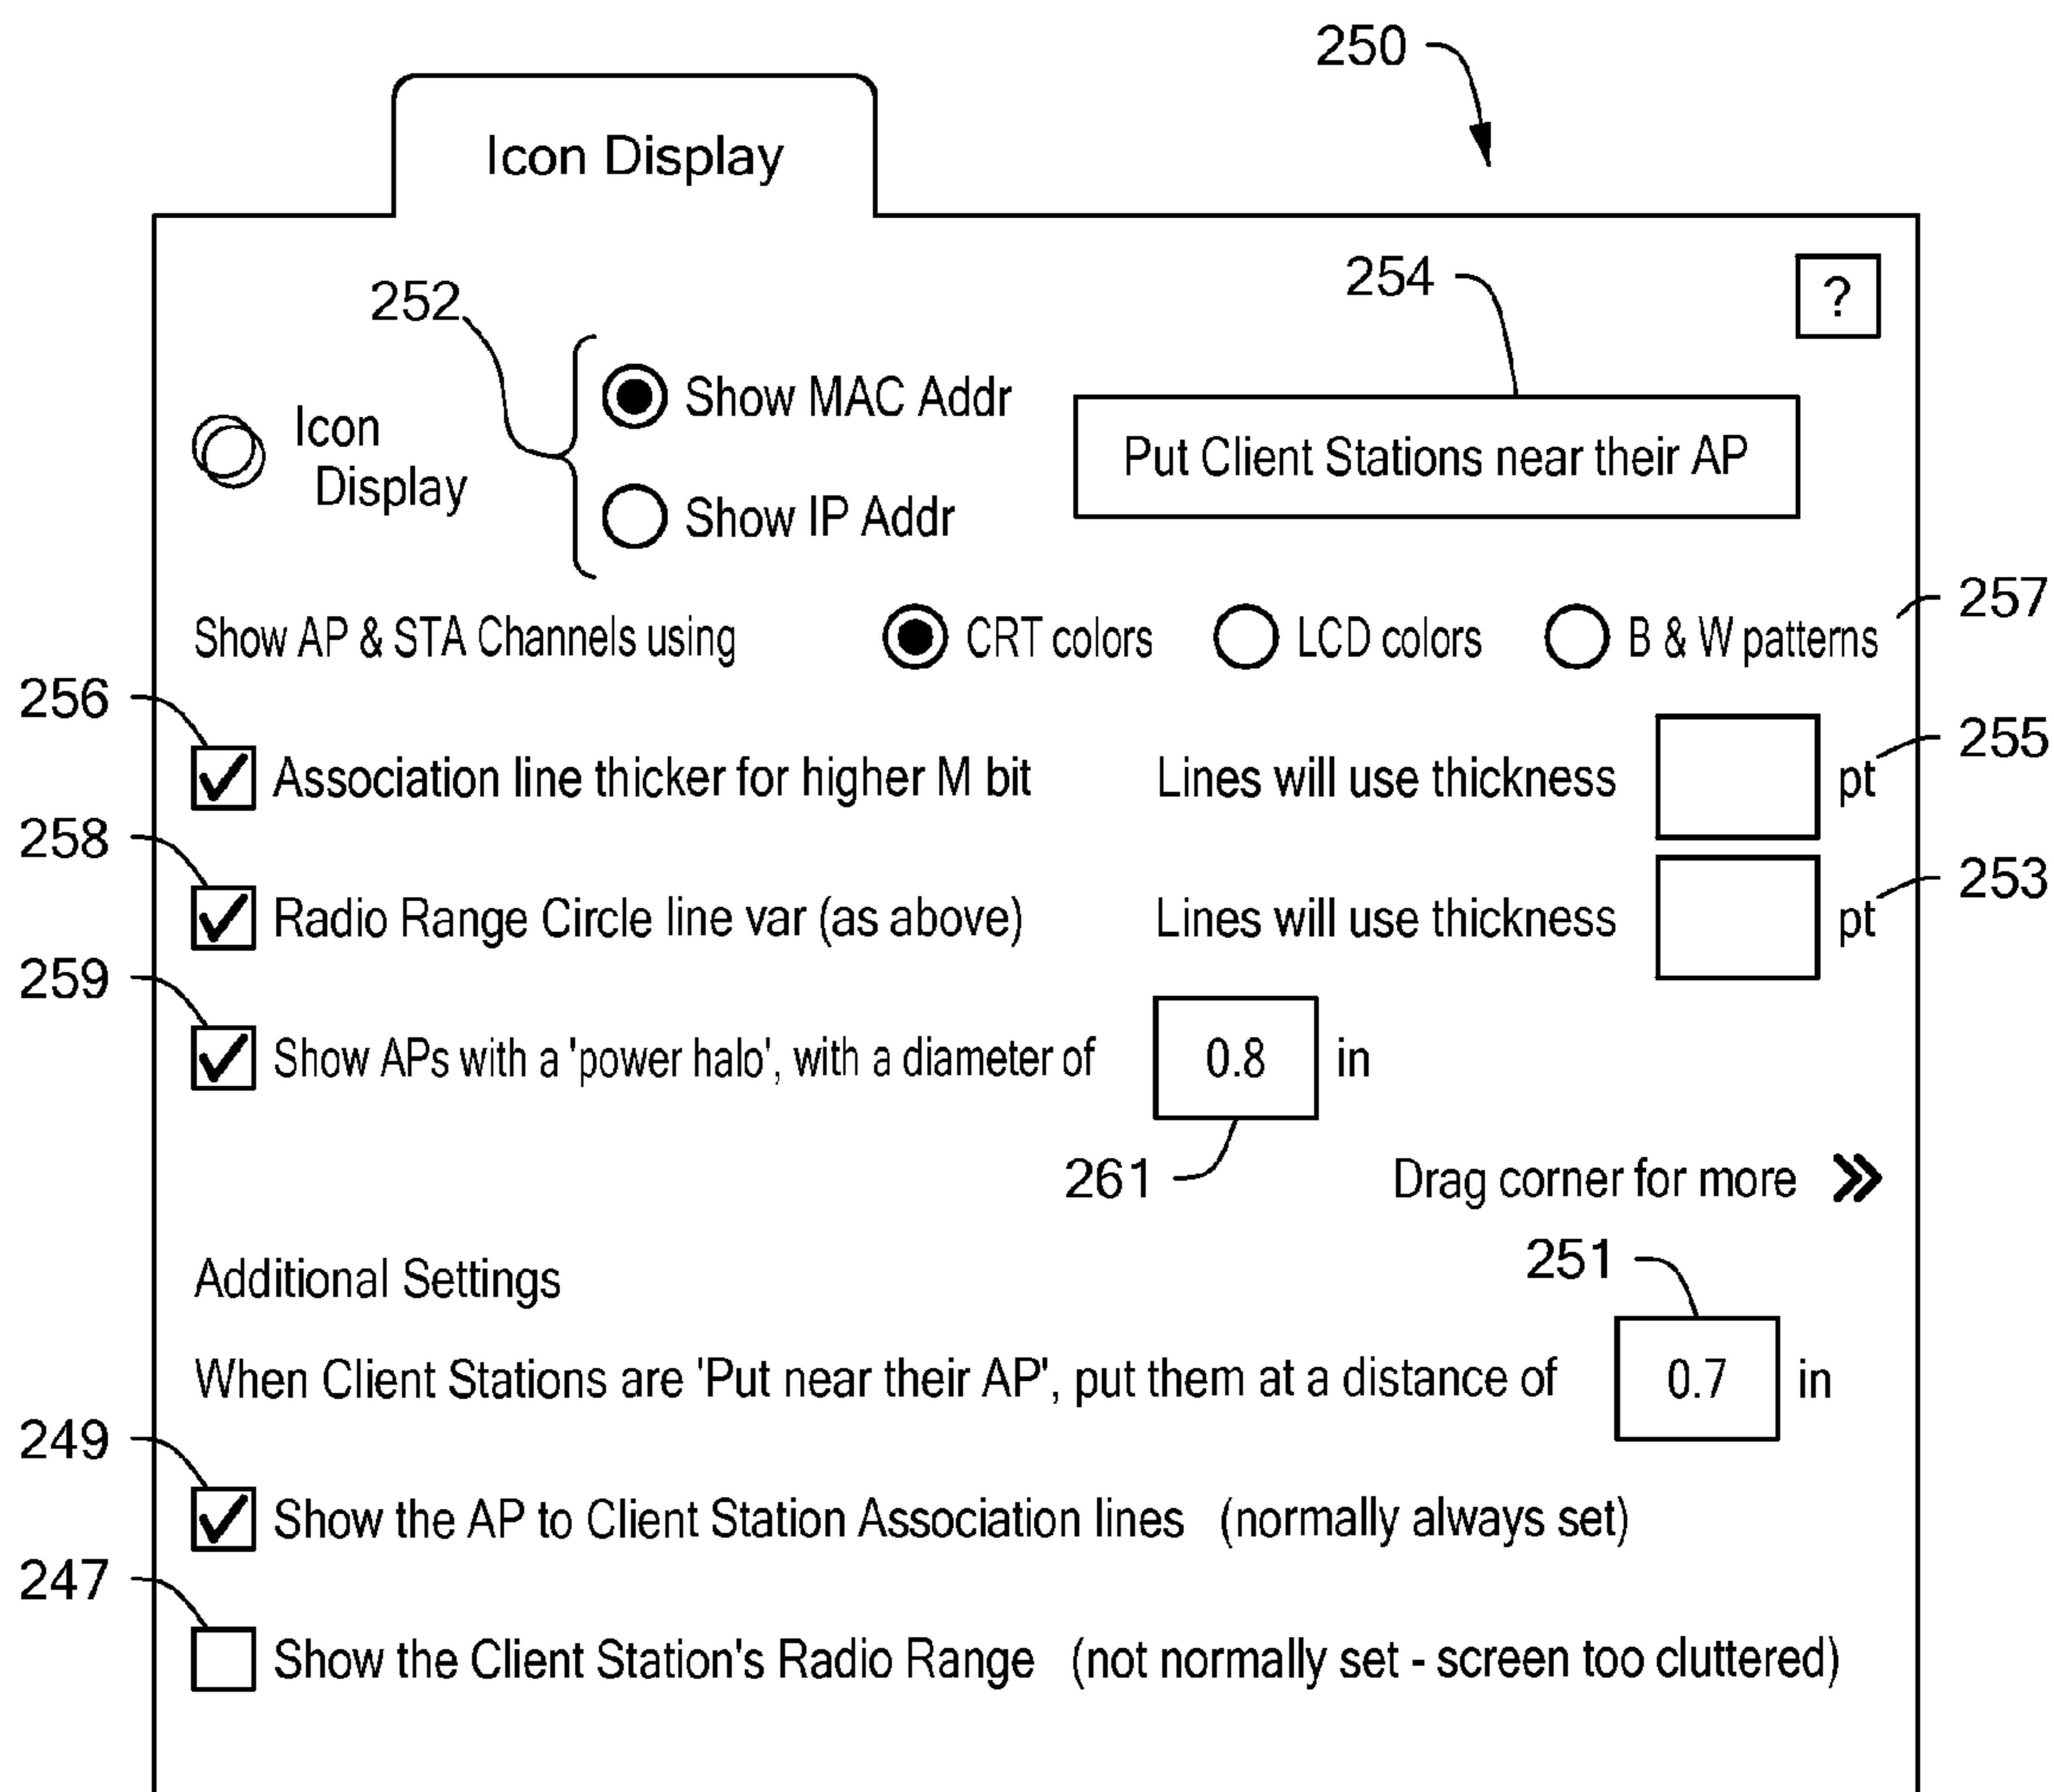 250
Icon Display
252
254
?
Show MAC Addr
Icon
Display
Put Client Stations near their AP
Show IP Addr
257
Show AP & STA Channels using CRT colors LCD colors B & W patterns
256
255
Association line thicker for higher M bit Lines will use thickness pt
258
253
Radio Range Circle line var (as above) Lines will use thickness pt
259
Show APs with a 'power halo', with a diameter of 0.8 in
261
Drag corner for more »
251
Additional Settings
When Client Stations are 'Put near their AP', put them at a distance of 0.7 in
249
Show the AP to Client Station Association lines (normally always set)
247
Show the Client Station's Radio Range (not normally set - screen too cluttered)